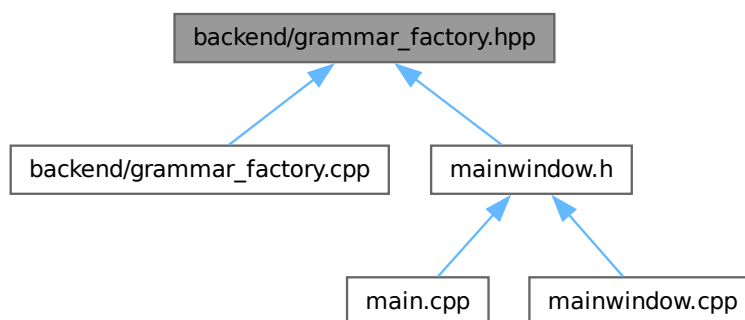 backend/grammar_factory.hpp
backend/grammar_factory.cpp
mainwindow.h
main.cpp
mainwindow.cpp